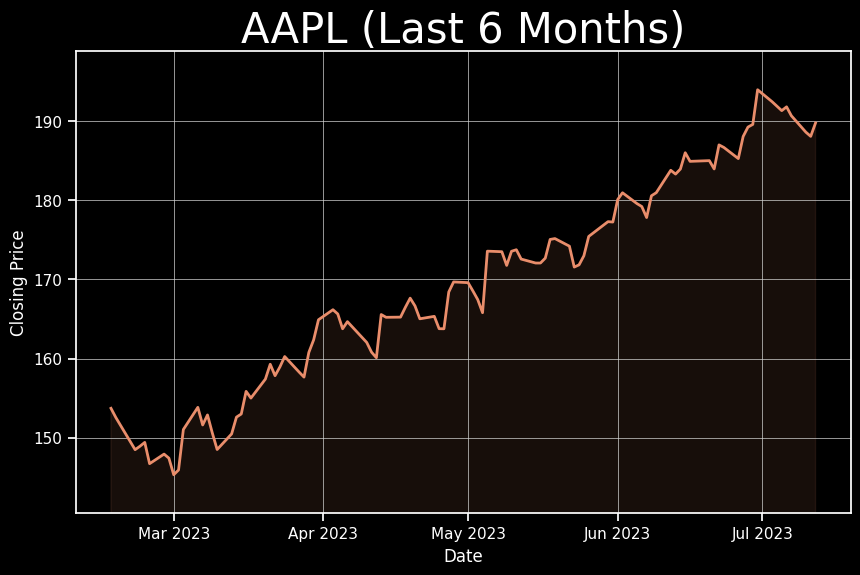 AAPL (Last 6 Months)
Closing Price
190
180
170
160
150
Mar 2023
Apr 2023
May 2023
Jun 2023
Jul 2023
Date